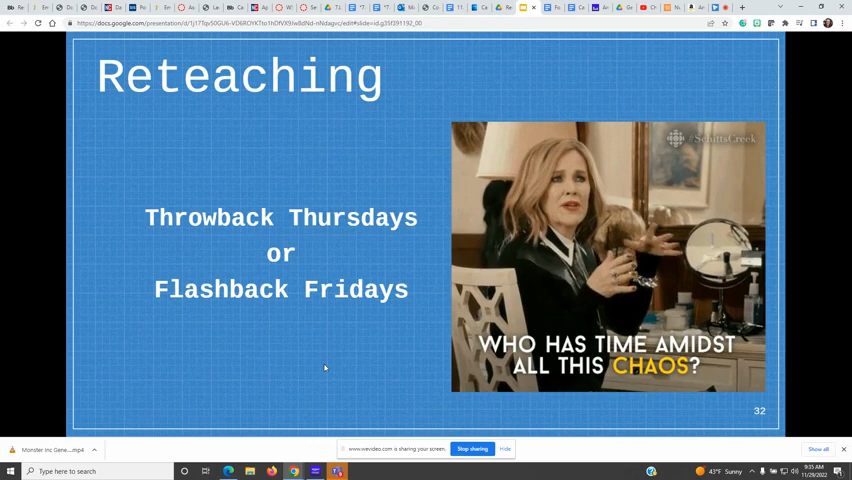 https://docs.google.com/presentation/d/1j17Tqv50GU6-VD6ROYKTto1hDfVX9/w8dNd-nNdagvc/edit#slide=id.g35f391192_00
Reteaching
#SchittsCreek
Throwback Thursdays
or
Flashback Fridays
WHO HAS TIME AMIDST
ALL THIS CHAOS?
32
Monster Inc Gene....mp4
www.wevideo.com is sharing your screen.
Stop sharing
Hide
Show all
Type here to search
43°F Sunny
9:35 AM
11/29/2022